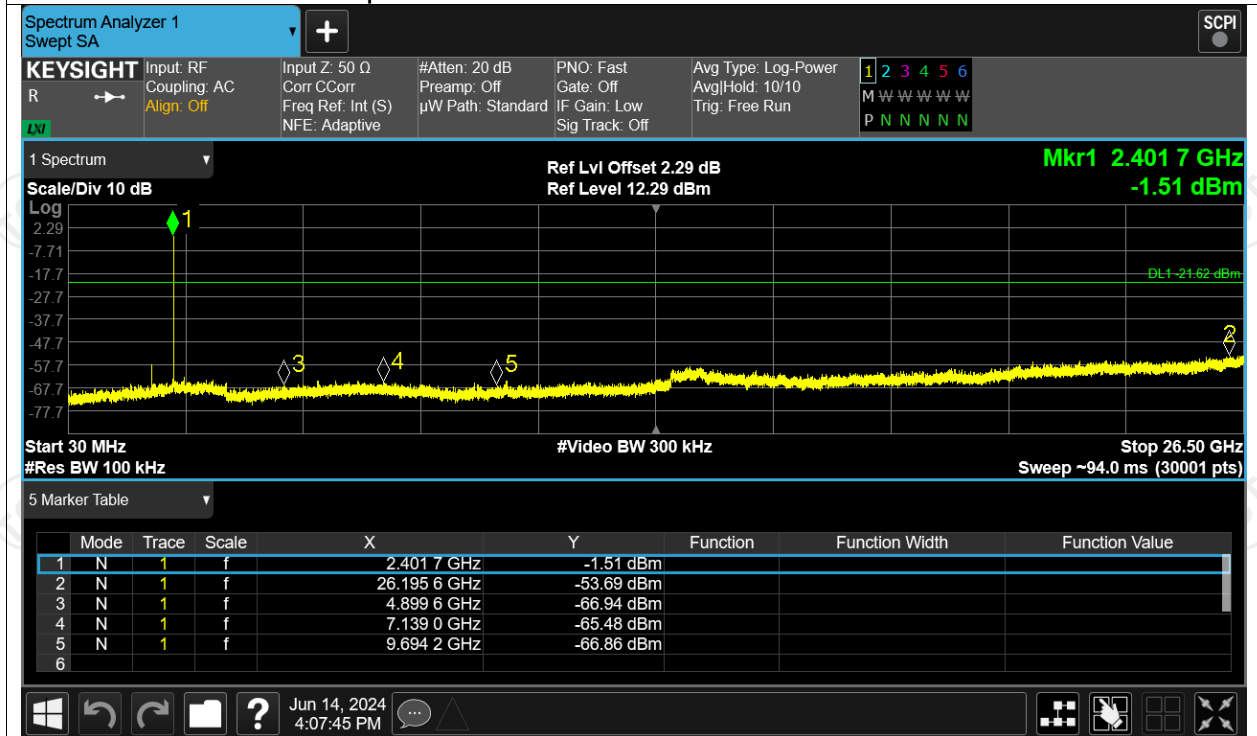 Spectrum Analyzer 1
Swept SA
+
SCPI
KEYSIGHT Input: RF Input Z: 50 Ω #Atten: 20 dB PNO: Fast Avg Type: Log-Power 1 2 3 4 5 6
R Coupling: AC Corr CCorr Preamp: Off Gate: Off Avg|Hold: 10/10 M W W W W W
Align: Off Freq Ref: Int (S) µW Path: Standard IF Gain: Low Trig: Free Run P N N N N N
LXI NFE: Adaptive Sig Track: Off
1 Spectrum Ref Lvl Offset 2.29 dB Mkr1 2.401 7 GHz
Scale/Div 10 dB Ref Level 12.29 dBm -1.51 dBm
Log
1
2.29
-7.71
-17.7 DL1 -21.62 dBm
-27.7
-37.7
-47.7 2
-57.7 3 4 5
-67.7
-77.7
Start 30 MHz #Video BW 300 kHz Stop 26.50 GHz
#Res BW 100 kHz Sweep ~94.0 ms (30001 pts)
5 Marker Table
Mode Trace Scale X Y Function Function Width Function Value
1 N 1 f 2.401 7 GHz -1.51 dBm
2 N 1 f 26.195 6 GHz -53.69 dBm
3 N 1 f 4.899 6 GHz -66.94 dBm
4 N 1 f 7.139 0 GHz -65.48 dBm
5 N 1 f 9.694 2 GHz -66.86 dBm
6
? Jun 14, 2024
4:07:45 PM